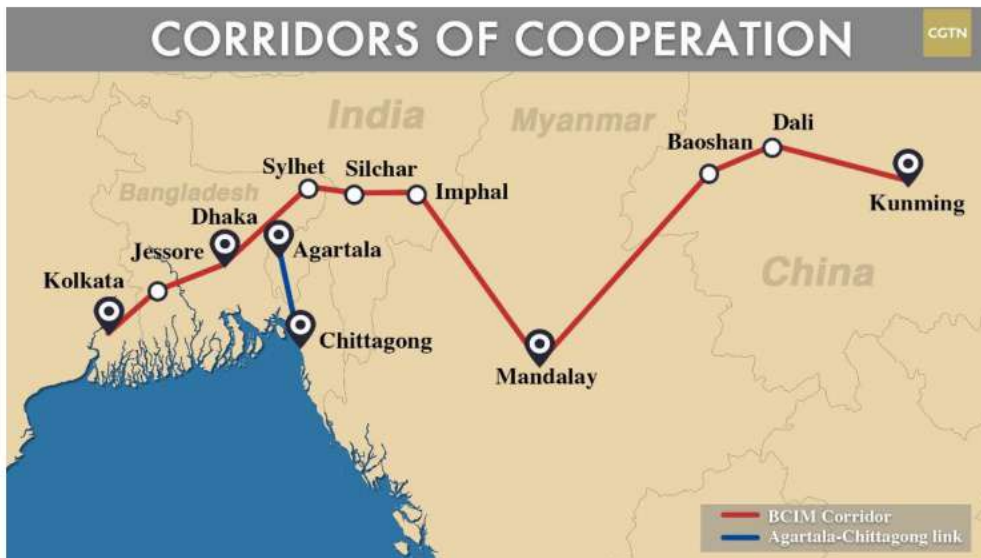 CORRIDORS OF COOPERATION
CGTN
India
Myanmar
Bangladesh
China
Kolkata
Jessore
Dhaka
Sylhet
Silchar
Imphal
Agartala
Chittagong
Mandalay
Baoshan
Dali
Kunming
BCIM Corridor
Agartala-Chittagong link